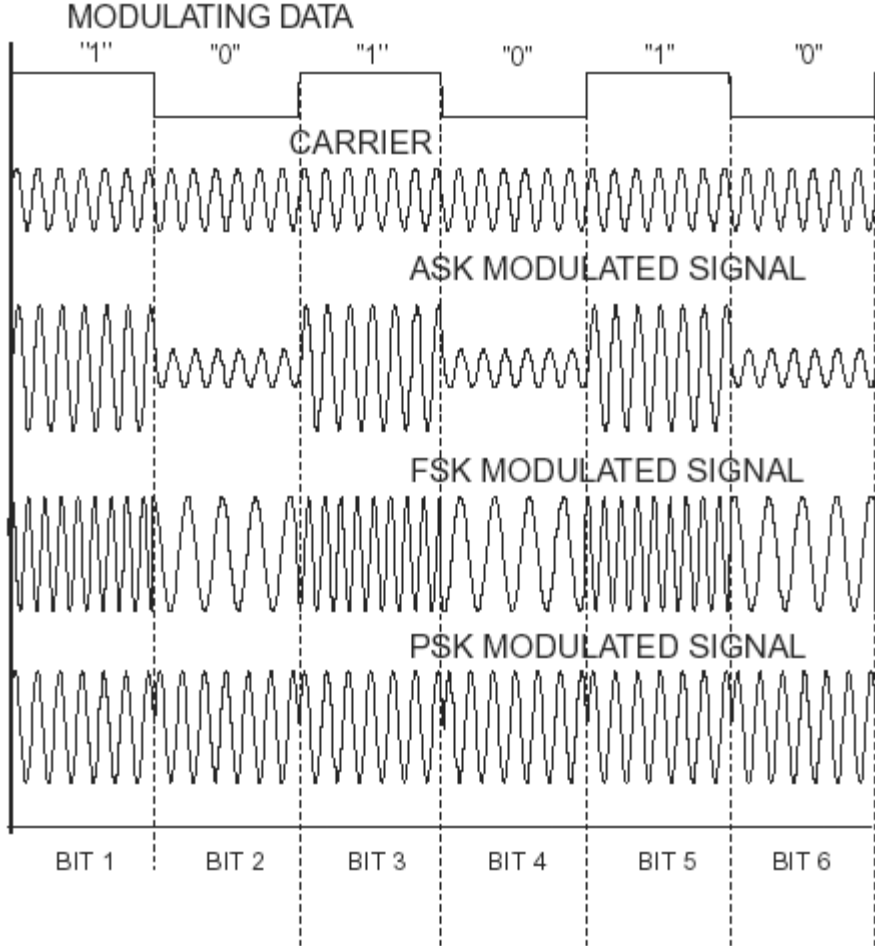 MODULATING DATA
"1" "0" "1" "0" "1" "0"
CARRIER
ASK MODULATED SIGNAL
FSK MODULATED SIGNAL
PSK MODULATED SIGNAL
BIT 1 BIT 2 BIT 3 BIT 4 BIT 5 BIT 6